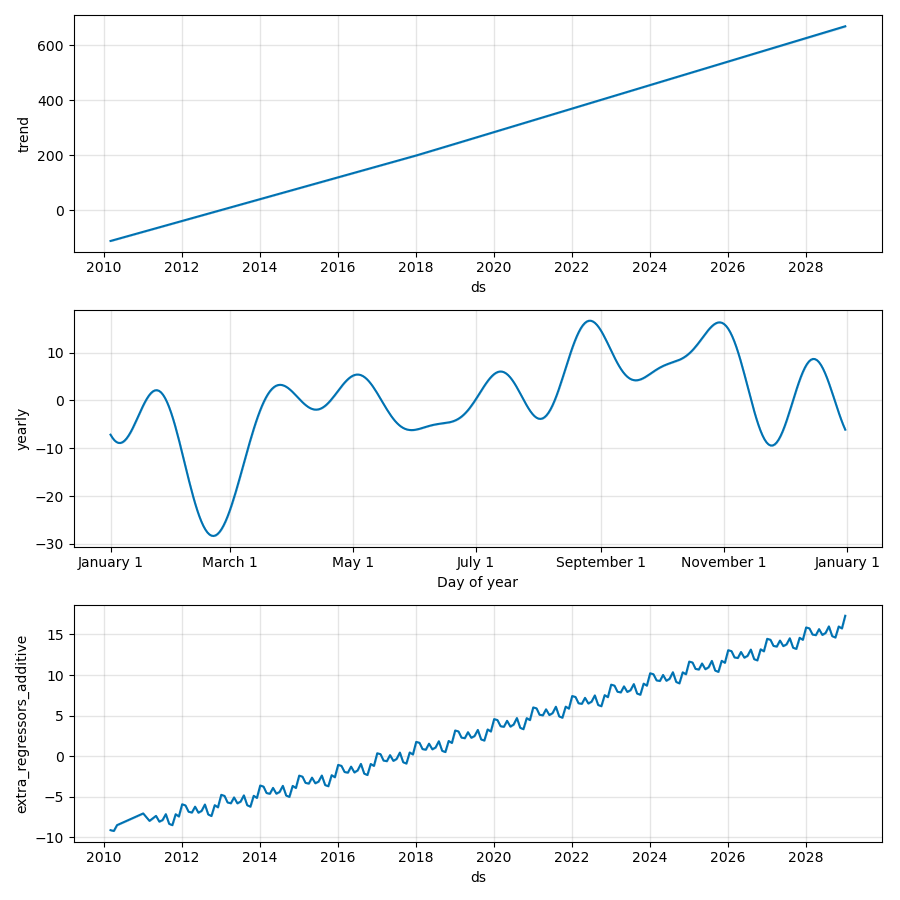 600
400
200
0
trend
2010 2012 2014 2016 2018 2020 2022 2024 2026 2028
ds
10
0
−10
−20
−30
yearly
January 1 March 1 May 1 July 1 September 1 November 1 January 1
Day of year
15
10
5
0
−5
−10
extra_regressors_additive
2010 2012 2014 2016 2018 2020 2022 2024 2026 2028
ds